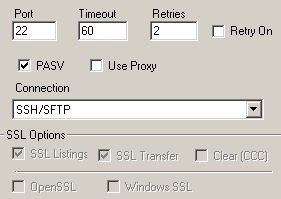 Port Timeout Retries
22 60 2 Retry On
PASV Use Proxy
Connection
SSH/SFTP
SSL Options
SSL Listings SSL Transfer Clear (CCC)
OpenSSL Windows SSL